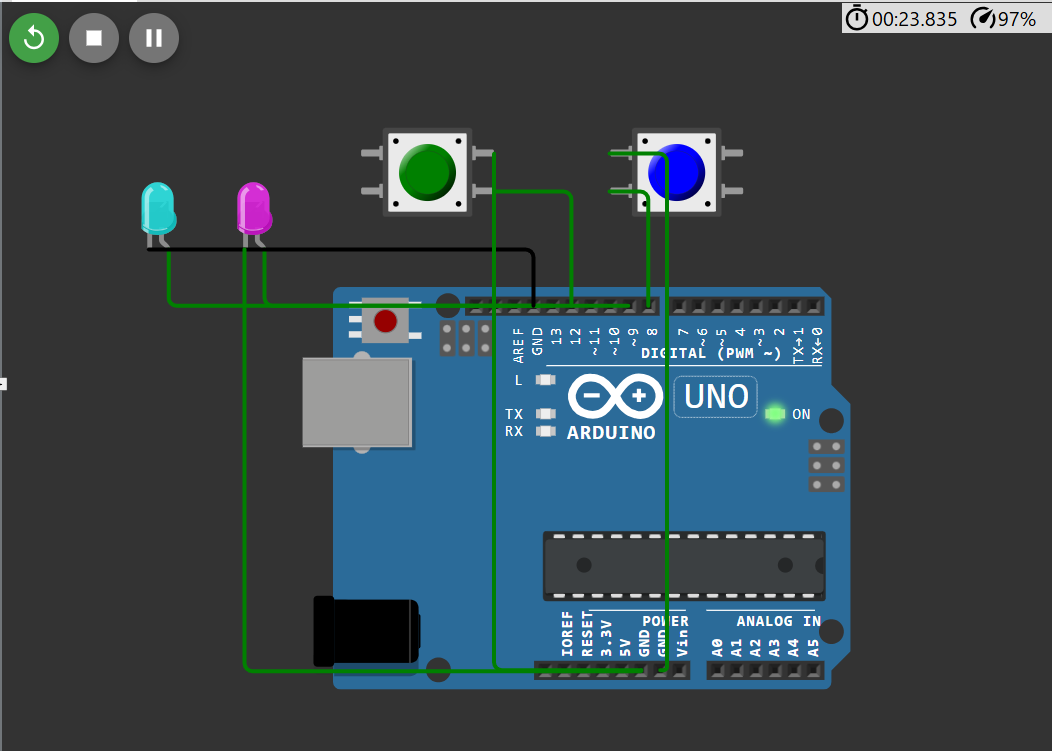 00:23.835 97%
AREF
GND
13
12
~11
~10
~9
8
7
~6
~5
4
~3
2
TX→1
RX←0
DIGITAL (PWM ~)
L
TX
RX
UNO
ON
ARDUINO
IOREF
RESET
3.3V
5V
GND
GND
Vin
POWER
ANALOG IN
A0
A1
A2
A3
A4
A5